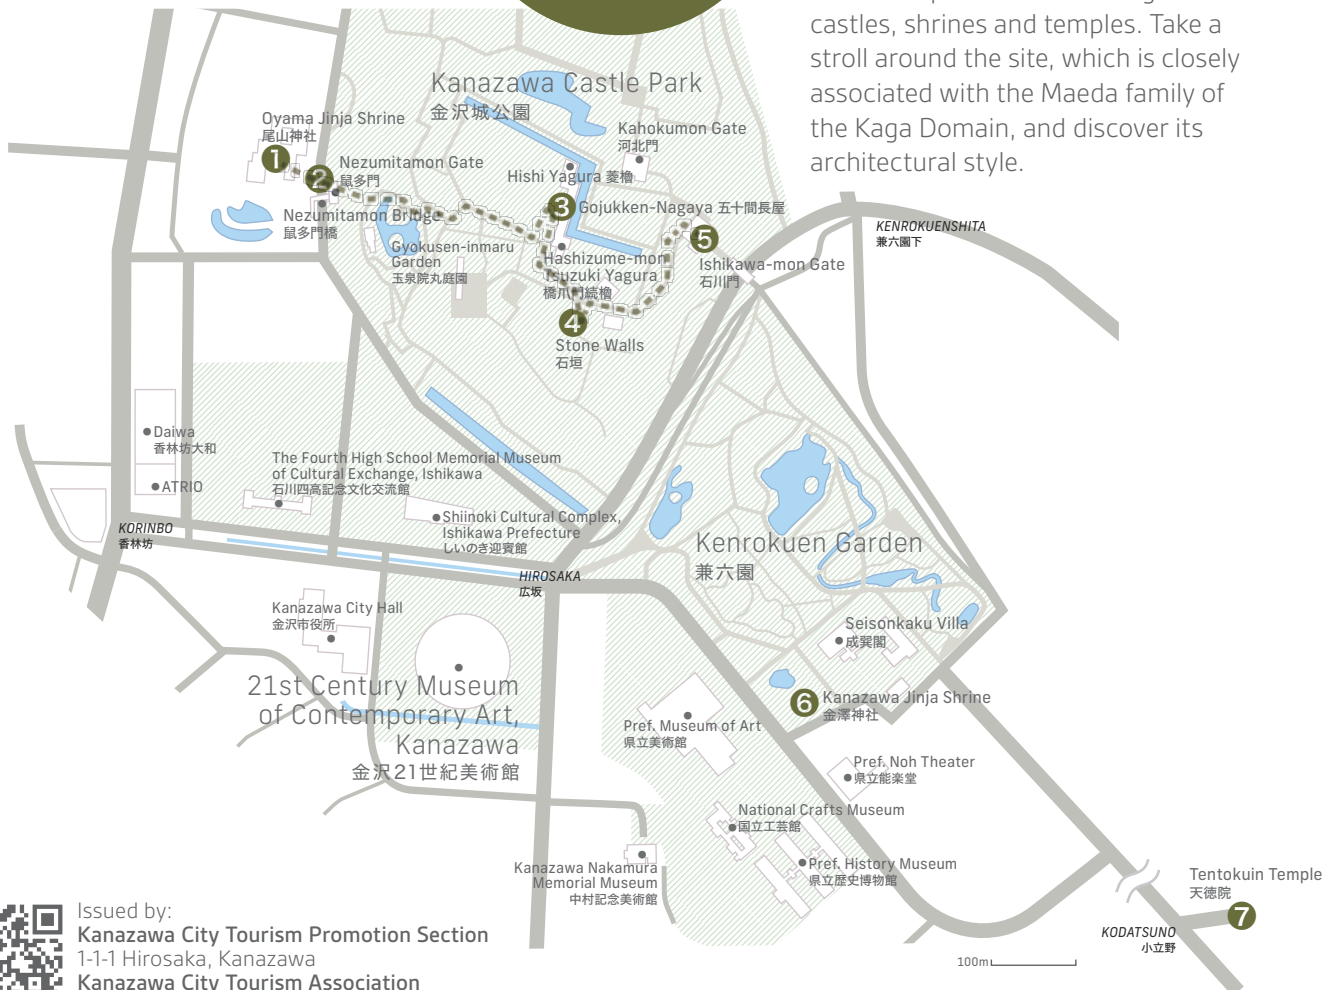 castles, shrines and temples. Take a
stroll around the site, which is closely
associated with the Maeda family of
the Kaga Domain, and discover its
architectural style.
Kanazawa Castle Park
金沢城公園
Oyama Jinja Shrine
尾山神社
1
2
Nezumitamon Gate
鼠多門
Nezumitamon Bridge
鼠多門橋
Kahokumon Gate
河北門
Hishi Yagura 菱櫓
3
Gojukken-Nagaya 五十間長屋
Gyokusen-inmaru
Garden
玉泉院丸庭園
Hashizume-mon
Tsuzuki Yagura
橋爪門続櫓
5
Ishikawa-mon Gate
石川門
4
Stone Walls
石垣
KENROKUENSHITA
兼六園下
Daiwa
香林坊大和
ATRIO
The Fourth High School Memorial Museum
of Cultural Exchange, Ishikawa
石川四高記念文化交流館
Shiinoki Cultural Complex,
Ishikawa Prefecture
しいのき迎賓館
KORINBO
香林坊
HIROSAKA
広坂
Kenrokuen Garden
兼六園
Kanazawa City Hall
金沢市役所
Seisonkaku Villa
成巽閣
21st Century Museum
of Contemporary Art,
Kanazawa
金沢21世紀美術館
6
Kanazawa Jinja Shrine
金澤神社
Pref. Museum of Art
県立美術館
Pref. Noh Theater
県立能楽堂
National Crafts Museum
国立工芸館
Pref. History Museum
県立歴史博物館
Kanazawa Nakamura
Memorial Museum
中村記念美術館
Tentokuin Temple
天徳院
7
KODATSUNO
小立野
100m
Issued by:
Kanazawa City Tourism Promotion Section
1-1-1 Hirosaka, Kanazawa
Kanazawa City Tourism Association